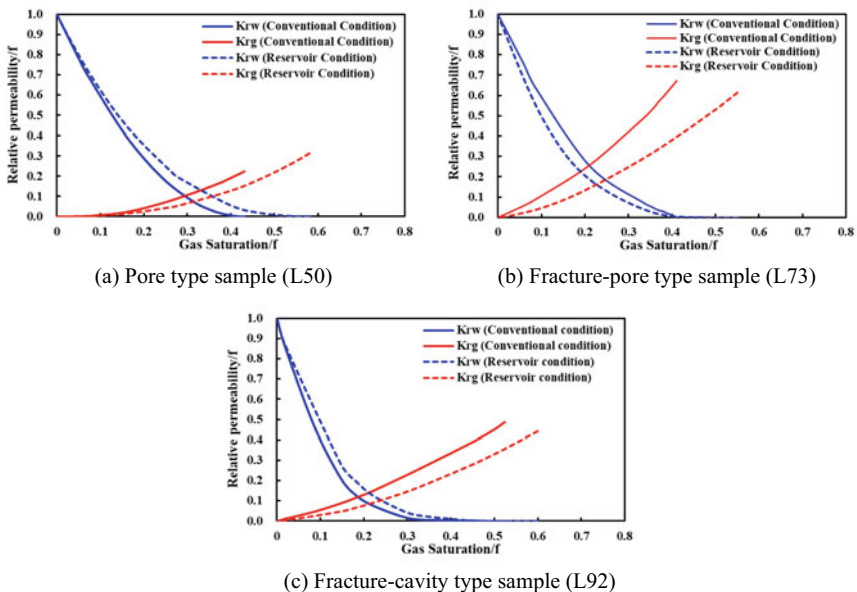 1.0
0.9
0.8
0.7
0.6
0.5
0.4
0.3
0.2
0.1
0.0
Relative permeability/f
Krw (Conventional Condition)
Krg (Conventional Condition)
Krw (Reservoir Condition)
Krg (Reservoir Condition)
0 0.1 0.2 0.3 0.4 0.5 0.6 0.7 0.8
Gas Saturation/f
(a) Pore type sample (L50)
1.0
0.9
0.8
0.7
0.6
0.5
0.4
0.3
0.2
0.1
0.0
Relative permeability/f
Krw (Conventional Condition)
Krg (Conventional Condition)
Krw (Reservoir Condition)
Krg (Reservoir Condition)
0 0.1 0.2 0.3 0.4 0.5 0.6 0.7 0.8
Gas Saturation/f
(b) Fracture-pore type sample (L73)
1.0
0.9
0.8
0.7
0.6
0.5
0.4
0.3
0.2
0.1
0.0
Relative permeability/f
Krw (Conventional condition)
Krg (Conventional condition)
Krw (Reservoir condition)
Krg (Reservoir condition)
0 0.1 0.2 0.3 0.4 0.5 0.6 0.7 0.8
Gas Saturation/f
(c) Fracture-cavity type sample (L92)